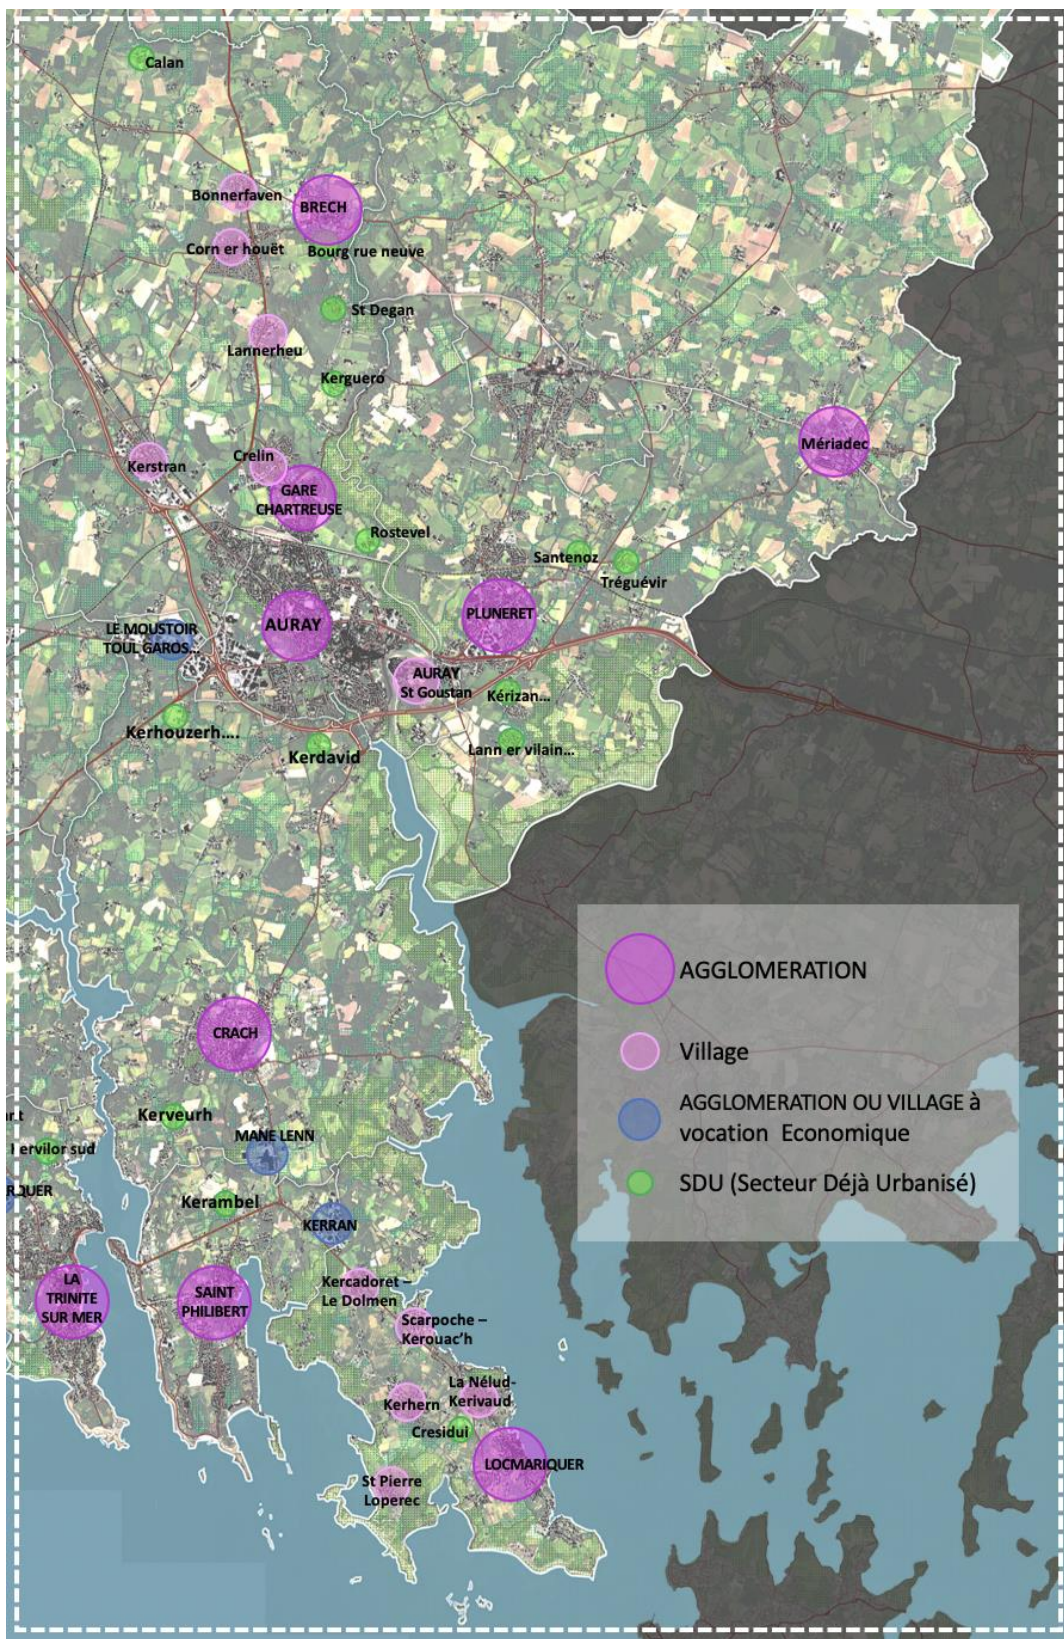 Calan
Bonnerfaven
BRECH
Corn er houët
Bourg rue neuve
St Degan
Lannerheu
Kerguero
Mériadec
Kerstran
Crelin
GARE
CHARTREUSE
Rostevel
Santenoz
Tréguévir
PLUNERET
AURAY
LE MOUSTOIR
TOUL GAROS...
AURAY
St Goustan
Kérizan...
Kerhouzerh....
Kerdavid
Lann er vilain...
AGGLOMERATION
Village
AGGLOMERATION OU VILLAGE à
vocation Economique
SDU (Secteur Déjà Urbanisé)
CRACH
Kerveurh
MANE LENN
ervilor sud
RQUER
Kerambel
KERRAN
LA
TRINITE
SUR MER
SAINT
PHILIBERT
Kercadoret –
Le Dolmen
Scarpoche –
Kerouac’h
La Nélud-
Kerivaud
Kerhern
Cresidui
LOCMARIQUER
St Pierre
Loperec